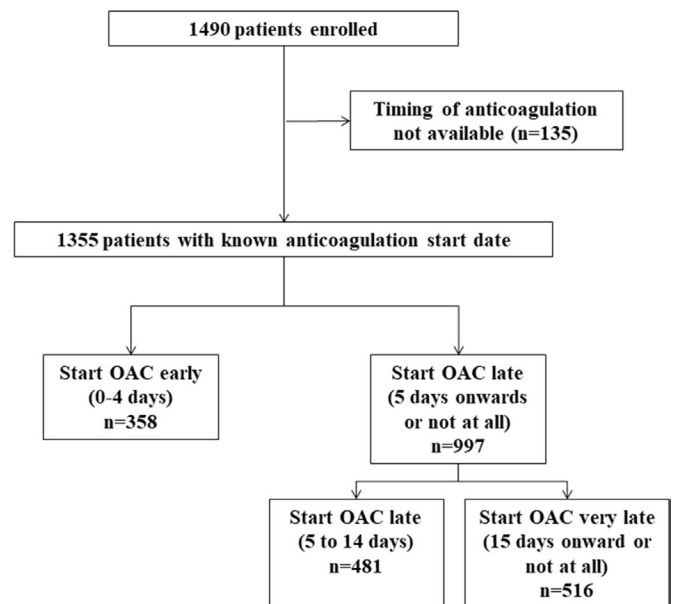 1490 patients enrolled
Timing of anticoagulation
not available (n=135)
1355 patients with known anticoagulation start date
Start OAC early
(0-4 days)
n=358
Start OAC late
(5 days onwards
or not at all)
n=997
Start OAC late
(5 to 14 days)
n=481
Start OAC very late
(15 days onward or
not at all)
n=516